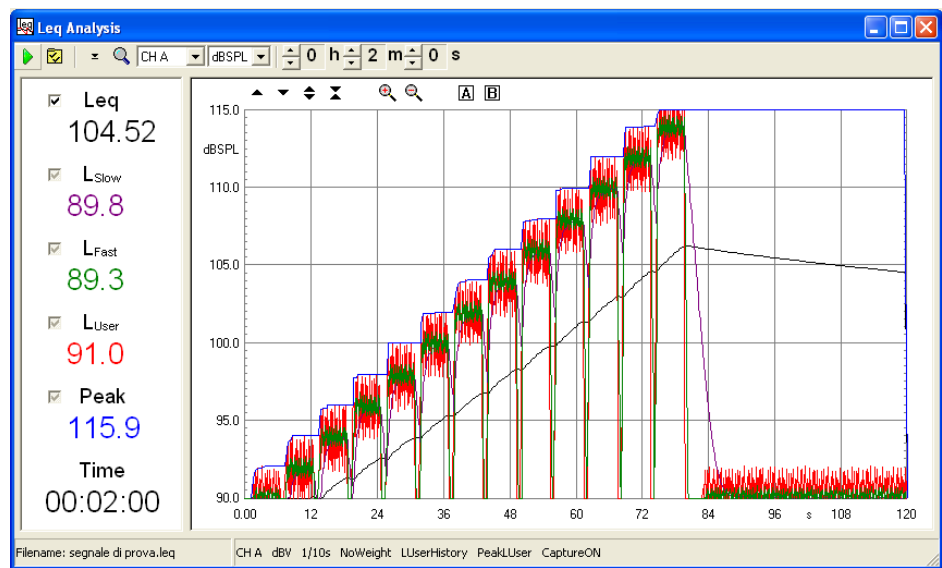 Leq Analysis
CH A dBSPL 0 h 2 m 0 s
Leq
104.52
LSlow
89.8
LFast
89.3
LUser
91.0
Peak
115.9
Time
00:02:00
A B
115.0
dBSPL
110.0
105.0
100.0
95.0
90.0
0.00 12 24 36 48 60 72 84 96 s 108 120
Filename: segnale di prova.leq
CH A dBV 1/10s NoWeight LUserHistory PeakLUser CaptureON